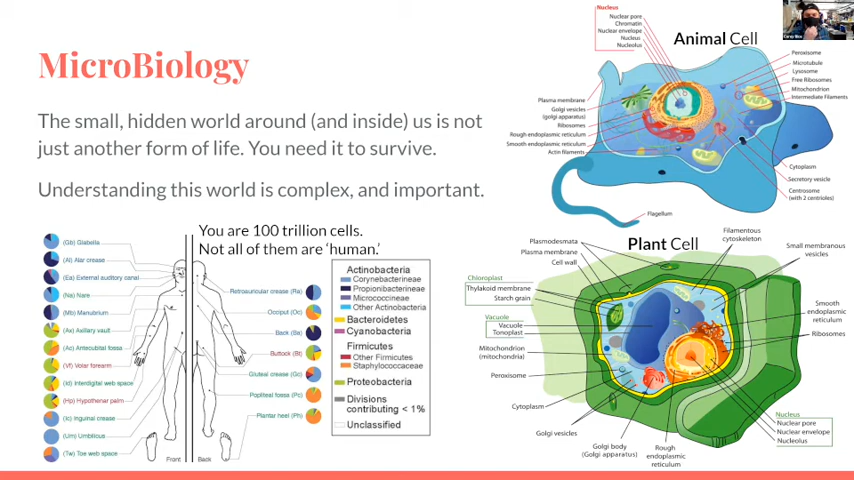 MicroBiology
The small, hidden world around (and inside) us is not
just another form of life. You need it to survive.
Understanding this world is complex, and important.
You are 100 trillion cells.
Not all of them are ‘human.’
(Gb) Glabella
(Al) Alar crease
(Ea) External auditory canal
(Na) Nare
(Mb) Manubrium
(Ax) Axillary vault
(Ac) Antecubital fossa
(Vf) Volar forearm
(Id) Interdigital web space
(Hp) Hypothenar palm
(Ic) Inguinal crease
(Um) Umbilicus
(Tw) Toe web space
Front
Back
Retroauricular crease (Ra)
Occiput (Oc)
Back (Ba)
Buttock (Bt)
Gluteal crease (Gc)
Popliteal fossa (Pc)
Plantar heel (Ph)
Actinobacteria
Corynebacterineae
Propionibacterineae
Micrococcineae
Other Actinobacteria
Bacteroidetes
Cyanobacteria
Firmicutes
Other Firmicutes
Staphylococcaceae
Proteobacteria
Divisions
contributing < 1%
Unclassified
Animal Cell
Nucleus
Nuclear pore
Chromatin
Nuclear envelope
Nucleus
Nucleolus
Plasma membrane
Golgi vesicles
(golgi apparatus)
Ribosomes
Rough endoplasmic reticulum
Smooth endoplasmic reticulum
Actin filaments
Flagellum
Peroxisome
Microtubule
Lysosome
Free Ribosomes
Mitochondrion
Intermediate Filaments
Cytoplasm
Secretory vesicle
Centrosome
(with 2 centrioles)
Plant Cell
Plasmodesmata
Plasma membrane
Cell wall
Chloroplast
Thylakoid membrane
Starch grain
Vacuole
Vacuole
Tonoplast
Mitochondrion
(mitochondria)
Peroxisome
Cytoplasm
Golgi vesicles
Golgi body
(Golgi apparatus)
Rough
endoplasmic
reticulum
Filamentous
cytoskeleton
Small membranous
vesicles
Smooth
endoplasmic
reticulum
Ribosomes
Nucleus
Nuclear pore
Nuclear envelope
Nucleolus